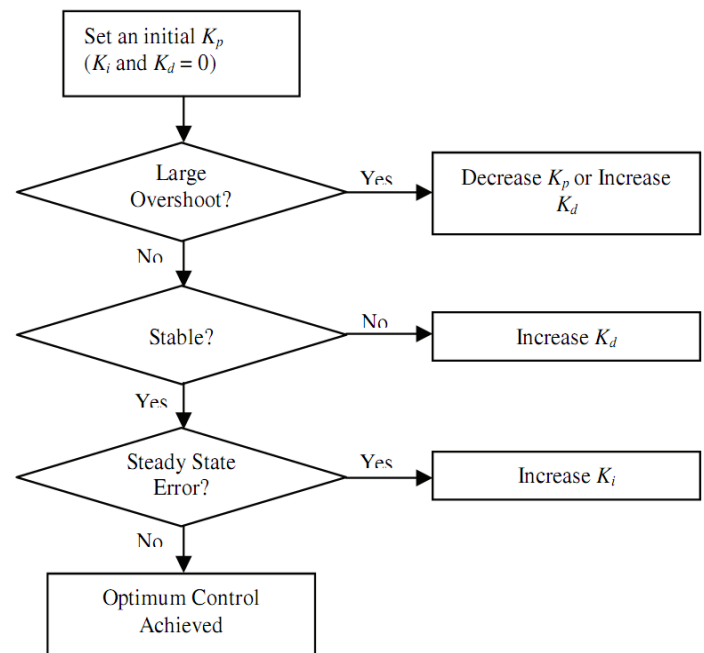 Set an initial Kp
(Ki and Kd = 0)
Large
Overshoot?
Yes
Decrease Kp or Increase
Kd
No
Stable?
No
Increase Kd
Yes
Steady State
Error?
Yes
Increase Ki
No
Optimum Control
Achieved